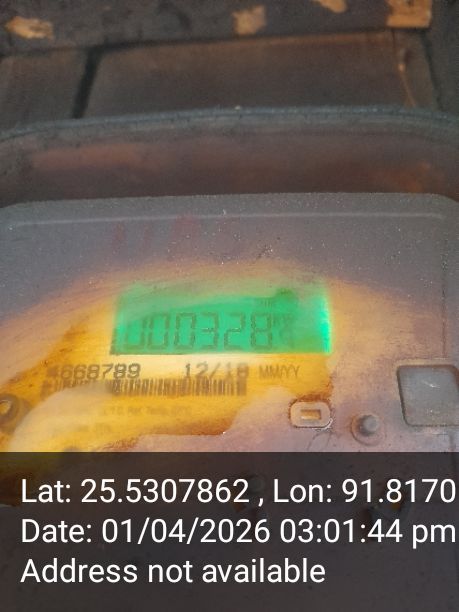 000328
4668789 12/18 MM/YY
Lat: 25.5307862 , Lon: 91.8170
Date: 01/04/2026 03:01:44 pm
Address not available